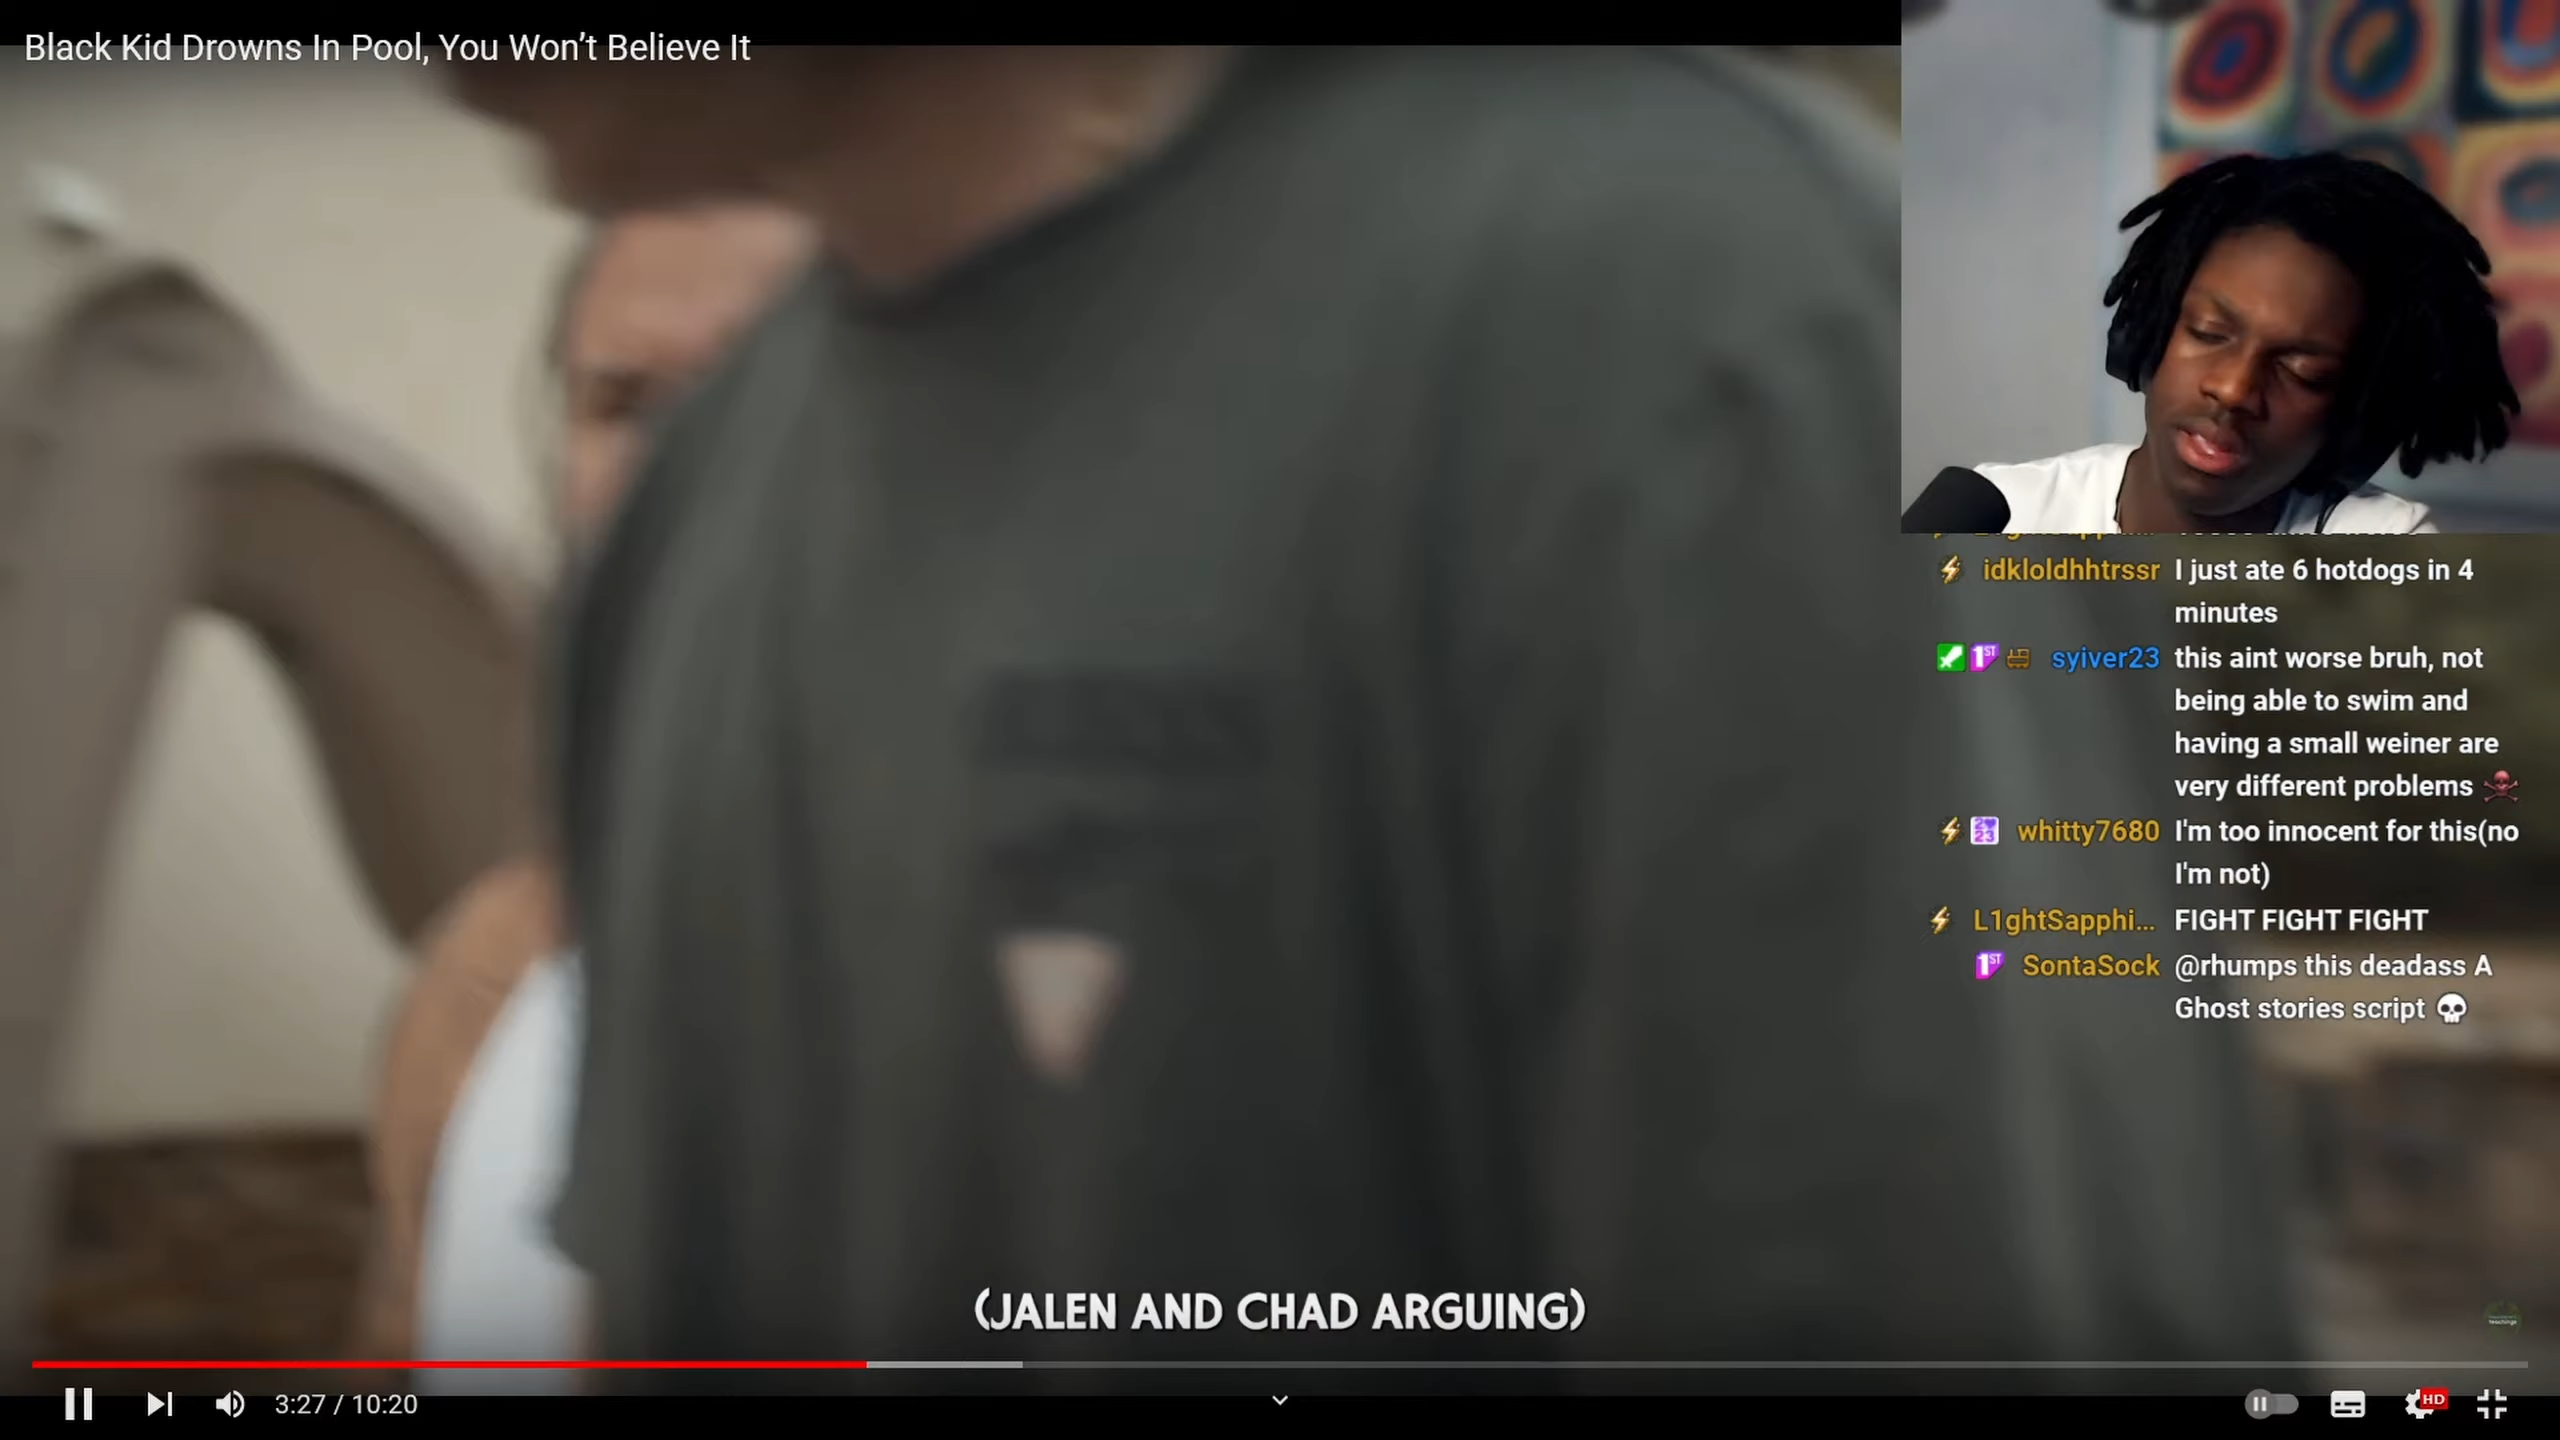 Black Kid Drowns In Pool, You Won't Believe It
idkloldhhtrssr I just ate 6 hotdogs in 4
minutes
1ST syiver23 this aint worse bruh, not
being able to swim and
having a small weiner are
very different problems ☠️
whitty7680 I'm too innocent for this(no
I'm not)
L1ghtSapphi... FIGHT FIGHT FIGHT
1ST SontaSock @rhumps this deadass A
Ghost stories script 💀
(JALEN AND CHAD ARGUING)
3:27 / 10:20
HD